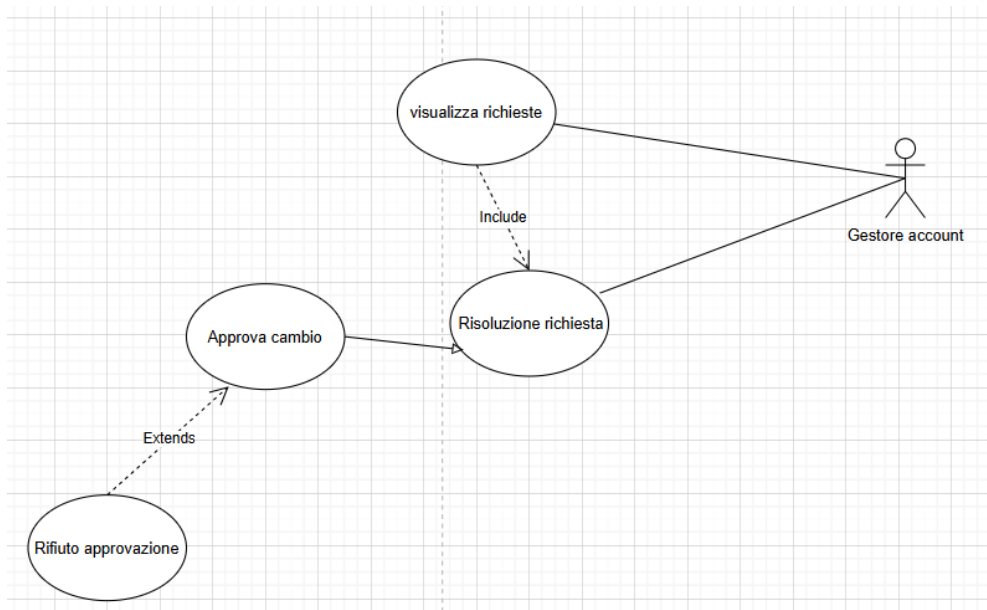 visualizza richieste
Include
Gestore account
Risoluzione richiesta
Approva cambio
Extends
Rifiuto approvazione